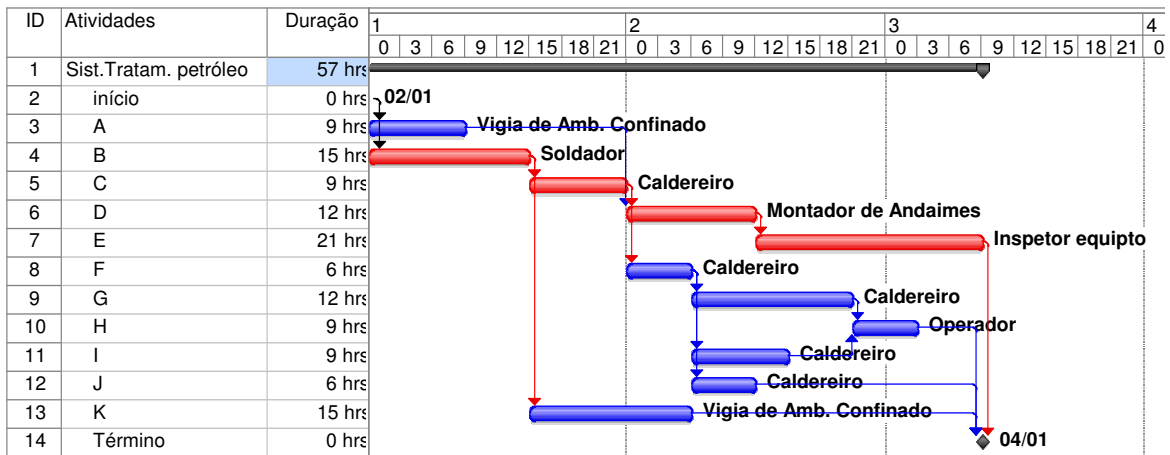 ID Atividades Duração 1 2 3 4
0 3 6 9 12 15 18 21 0 3 6 9 12 15 18 21 0 3 6 9 12 15 18 21 0
1 Sist.Tratam. petróleo 57 hrs
2 início 0 hrs 02/01
3 A 9 hrs Vigia de Amb. Confinado
4 B 15 hrs Soldador
5 C 9 hrs Caldereiro
6 D 12 hrs Montador de Andaimes
7 E 21 hrs Inspetor equipto
8 F 6 hrs Caldereiro
9 G 12 hrs Caldereiro
10 H 9 hrs Operador
11 I 9 hrs Caldereiro
12 J 6 hrs Caldereiro
13 K 15 hrs Vigia de Amb. Confinado
14 Término 0 hrs 04/01